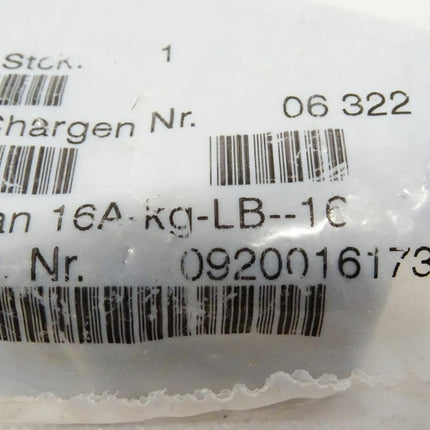 Stck. 1
Chargen Nr. 06 322
an 16A-kg-LB--16
Nr. 0920016173